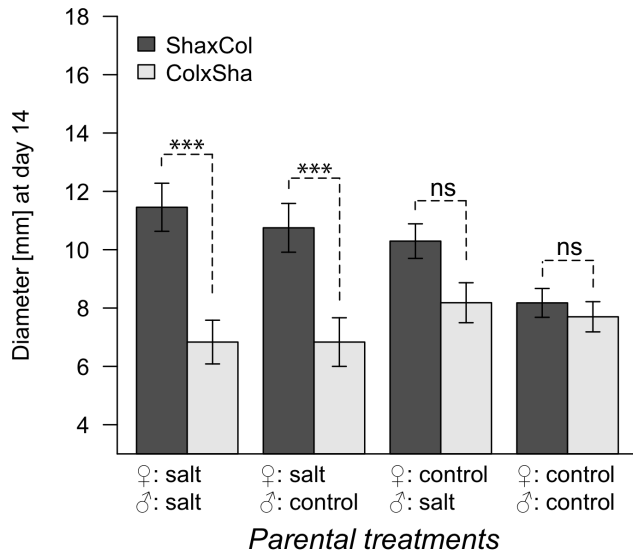 18
16
14
12
10
8
6
4
Diameter [mm] at day 14
ShaxCol
ColxSha
***
***
ns
ns
♀: salt
♂: salt
♀: salt
♂: control
♀: control
♂: salt
♀: control
♂: control
Parental treatments